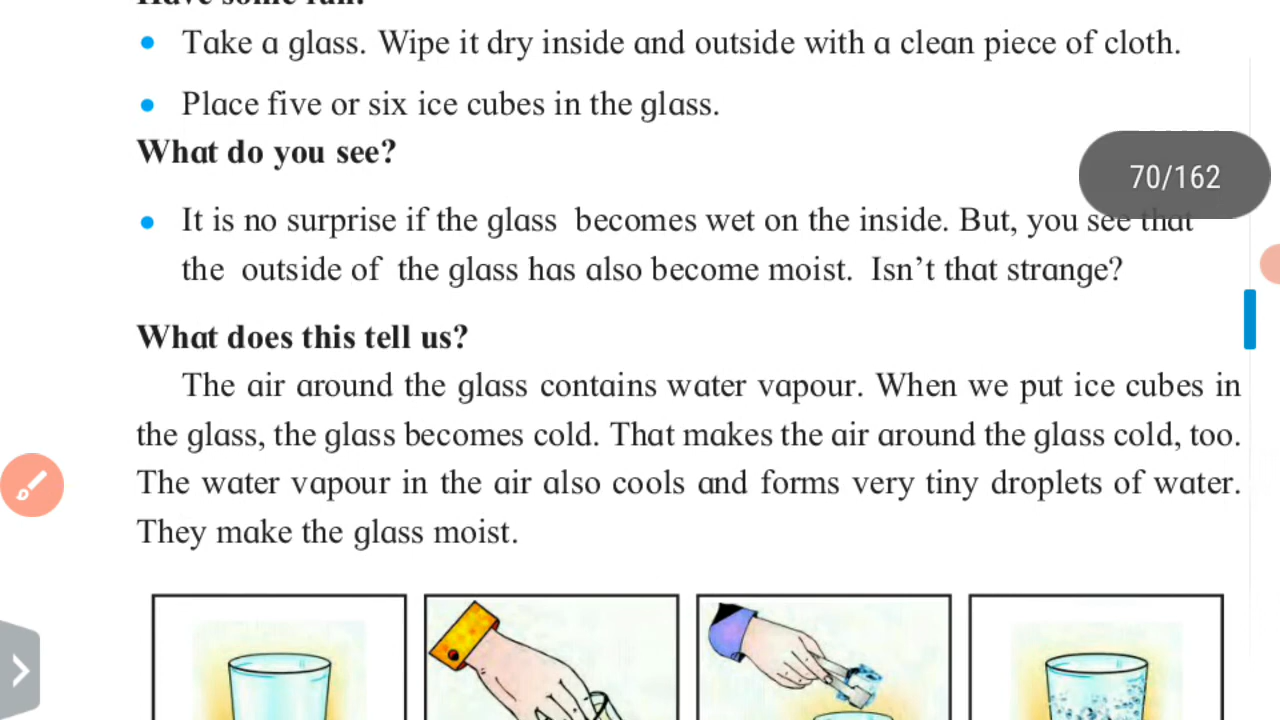 Have some fun!
Take a glass. Wipe it dry inside and outside with a clean piece of cloth.
Place five or six ice cubes in the glass.
What do you see?
70/162
It is no surprise if the glass becomes wet on the inside. But, you see that
the outside of the glass has also become moist. Isn’t that strange?
What does this tell us?
The air around the glass contains water vapour. When we put ice cubes in
the glass, the glass becomes cold. That makes the air around the glass cold, too.
The water vapour in the air also cools and forms very tiny droplets of water.
They make the glass moist.